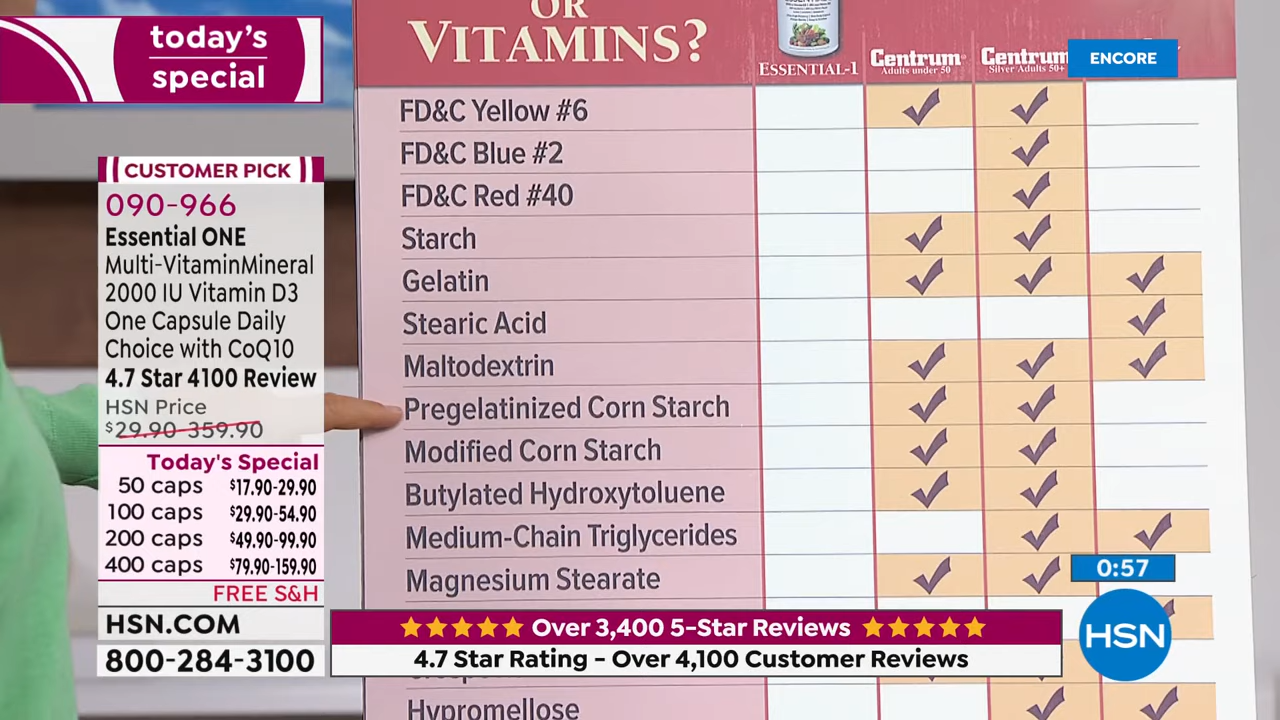 today's
special
CUSTOMER PICK
090-966
Essential ONE
Multi-VitaminMineral
2000 IU Vitamin D3
One Capsule Daily
Choice with CoQ10
4.7 Star 4100 Review
HSN Price
$29.90-359.90
Today's Special
50 caps $17.90-29.90
100 caps $29.90-54.90
200 caps $49.90-99.90
400 caps $79.90-159.90
FREE S&H
HSN.COM
800-284-3100
OR
VITAMINS?
ESSENTIAL-1
Centrum
Adults under 50
Centrum
Silver Adults 50+
ENCORE
FD&C Yellow #6
FD&C Blue #2
FD&C Red #40
Starch
Gelatin
Stearic Acid
Maltodextrin
Pregelatinized Corn Starch
Modified Corn Starch
Butylated Hydroxytoluene
Medium-Chain Triglycerides
Magnesium Stearate
Hypromellose
0:57
HSN
Over 3,400 5-Star Reviews
4.7 Star Rating - Over 4,100 Customer Reviews